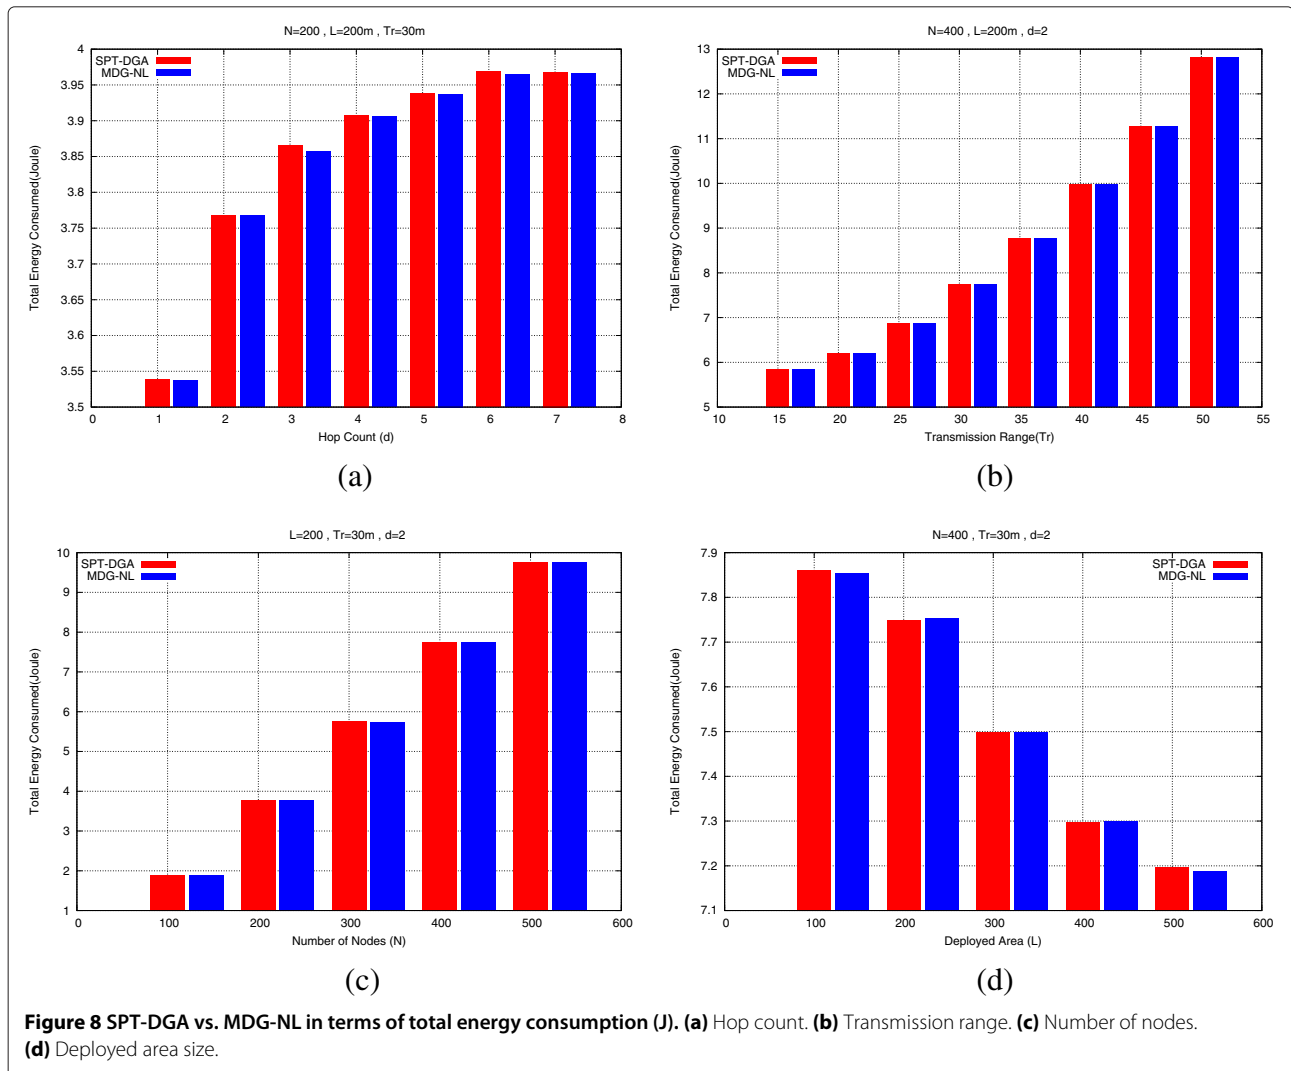 N=200 , L=200m , Tr=30m
SPT-DGA
MDG-NL
Total Energy Consumed(Joule)
4
3.95
3.9
3.85
3.8
3.75
3.7
3.65
3.6
3.55
3.5
0 1 2 3 4 5 6 7 8
Hop Count (d)
(a)
N=400 , L=200m , d=2
SPT-DGA
MDG-NL
Total Energy Consumed(Joule)
13
12
11
10
9
8
7
6
5
10 15 20 25 30 35 40 45 50 55
Transmission Range(Tr)
(b)
L=200 , Tr=30m , d=2
SPT-DGA
MDG-NL
Total Energy Consumed(Joule)
10
9
8
7
6
5
4
3
2
1
0 100 200 300 400 500 600
Number of Nodes (N)
(c)
N=400 , Tr=30m , d=2
SPT-DGA
MDG-NL
Total Energy Consumed(Joule)
7.9
7.8
7.7
7.6
7.5
7.4
7.3
7.2
7.1
0 100 200 300 400 500 600
Deployed Area (L)
(d)
Figure 8 SPT-DGA vs. MDG-NL in terms of total energy consumption (J). (a) Hop count. (b) Transmission range. (c) Number of nodes.
(d) Deployed area size.